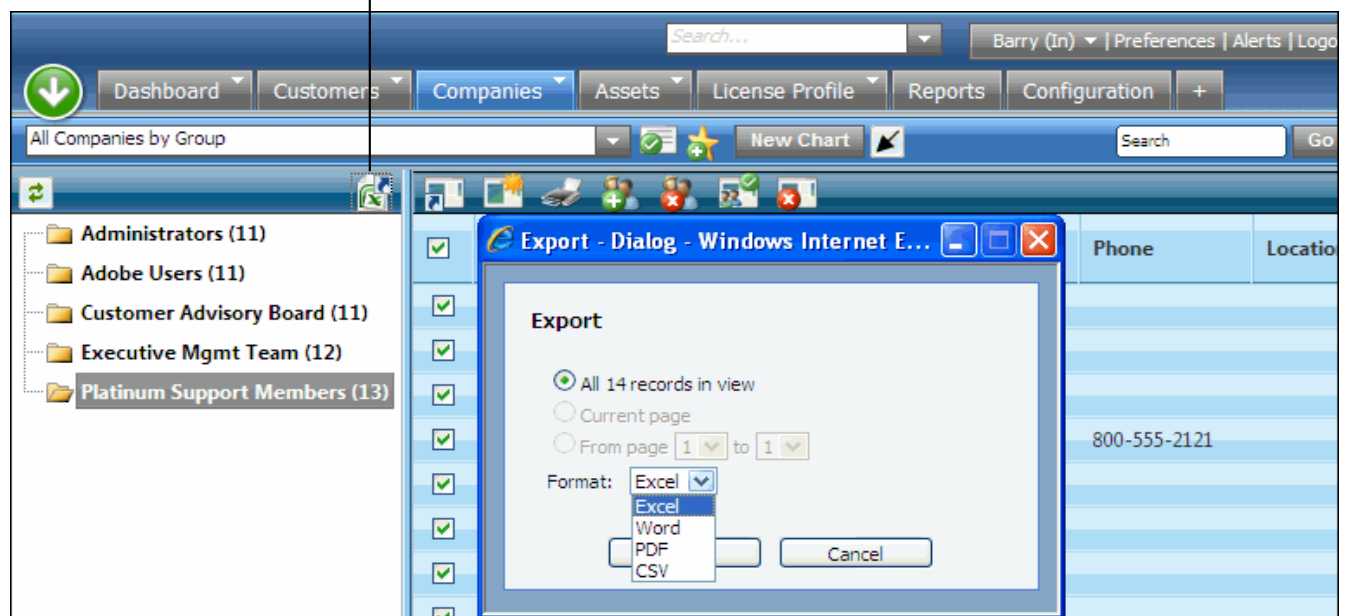 Search...
Barry (In) | Preferences | Alerts | Logo
Dashboard Customers Companies Assets License Profile Reports Configuration +
All Companies by Group New Chart Search Go
Administrators (11)
Adobe Users (11)
Customer Advisory Board (11)
Executive Mgmt Team (12)
Platinum Support Members (13)
Export - Dialog - Windows Internet E...
Phone Locatio
Export
All 14 records in view
Current page
From page 1 to 1
800-555-2121
Format: Excel
Excel
Word
PDF
CSV
Cancel